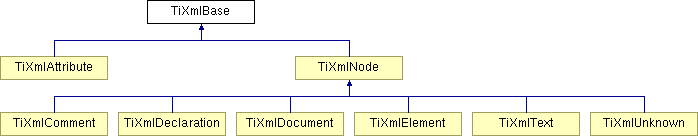 TiXmlBase
TiXmlAttribute TiXmlNode
TiXmlComment TiXmlDeclaration TiXmlDocument TiXmlElement TiXmlText TiXmlUnknown